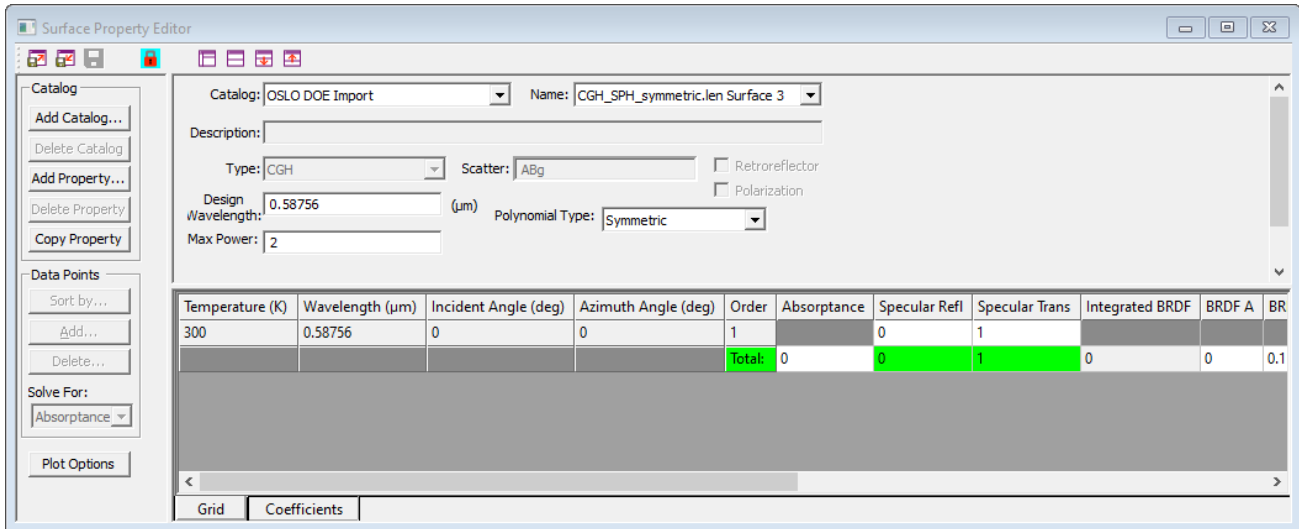 Surface Property Editor
Catalog
Add Catalog...
Delete Catalog
Add Property...
Delete Property
Copy Property
Data Points
Sort by...
Add...
Delete...
Solve For:
Absorptance
Plot Options
Catalog: OSLO DOE Import Name: CGH_SPH_symmetric.len Surface 3
Description:
Type: CGH Scatter: ABg Retroreflector
Polarization
Design
Wavelength: 0.58756 (µm) Polynomial Type: Symmetric
Max Power: 2
Temperature (K) Wavelength (µm) Incident Angle (deg) Azimuth Angle (deg) Order Absorptance Specular Refl Specular Trans Integrated BRDF BRDF A BR
300 0.58756 0 0 1 0 1
Total: 0 0 1 0 0 0.1
Grid Coefficients